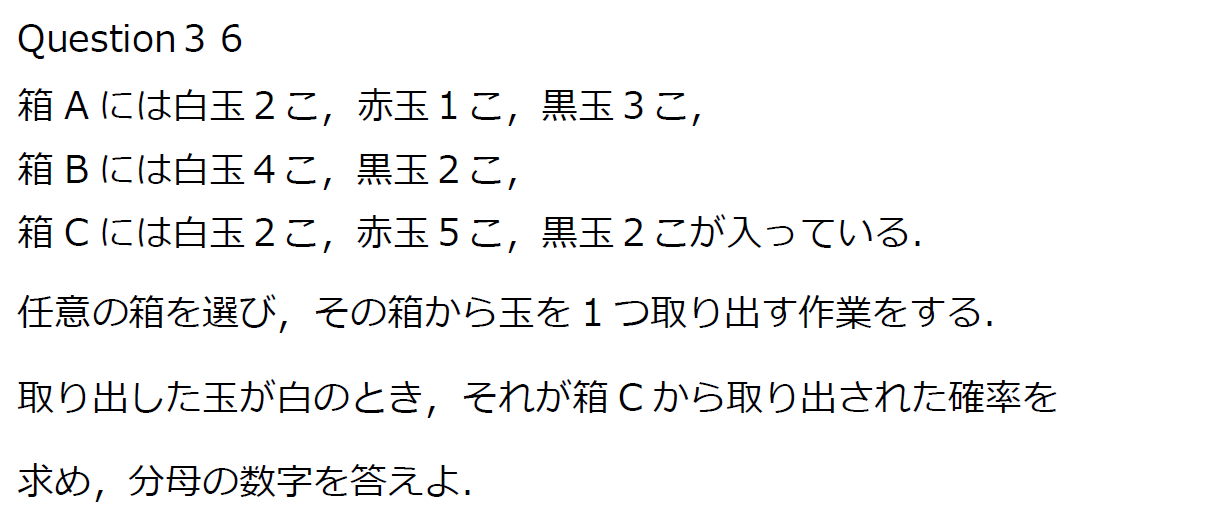 Question３６
箱 A には白玉２こ，赤玉１こ，黒玉３こ，
箱 B には白玉４こ，黒玉２こ，
箱 C には白玉２こ，赤玉５こ，黒玉２こが入っている．
任意の箱を選び，その箱から玉を１つ取り出す作業をする．
取り出した玉が白のとき，それが箱 C から取り出された確率を
求め，分母の数字を答えよ．